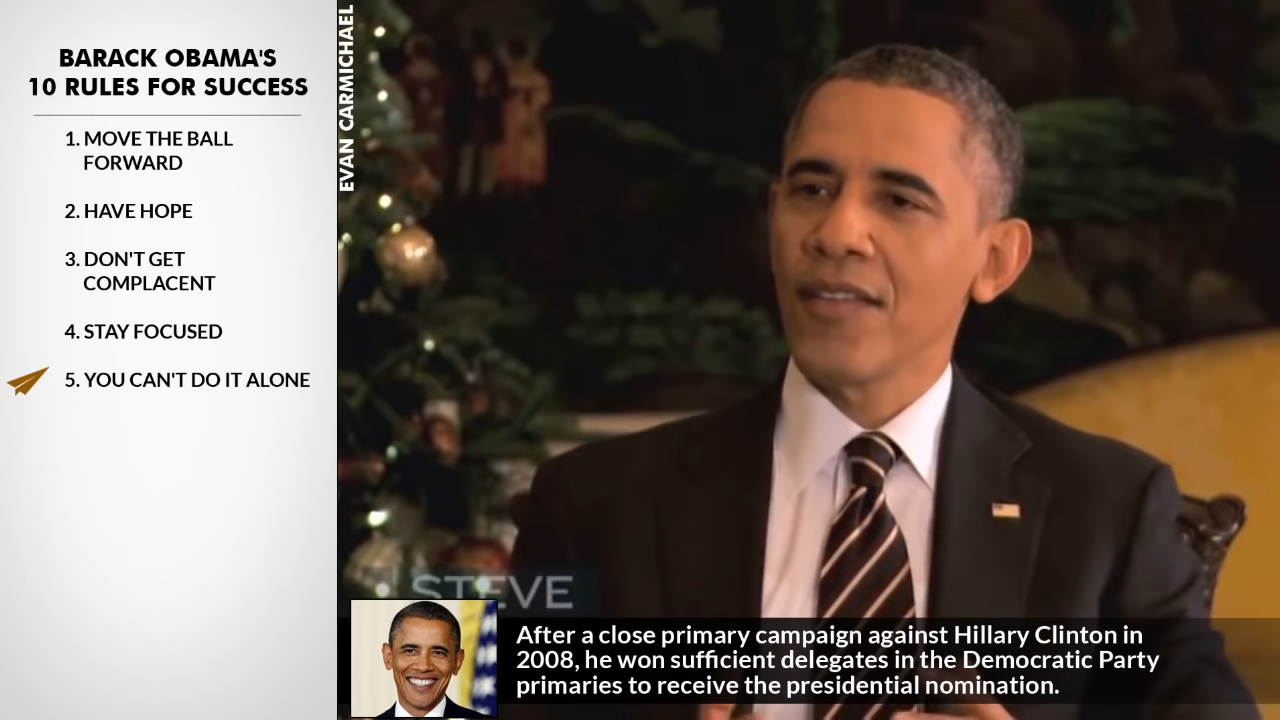 BARACK OBAMA'S
10 RULES FOR SUCCESS
1. MOVE THE BALL
FORWARD
2. HAVE HOPE
3. DON'T GET
COMPLACENT
4. STAY FOCUSED
5. YOU CAN'T DO IT ALONE
EVAN CARMICHAEL
STEVE
After a close primary campaign against Hillary Clinton in
2008, he won sufficient delegates in the Democratic Party
primaries to receive the presidential nomination.